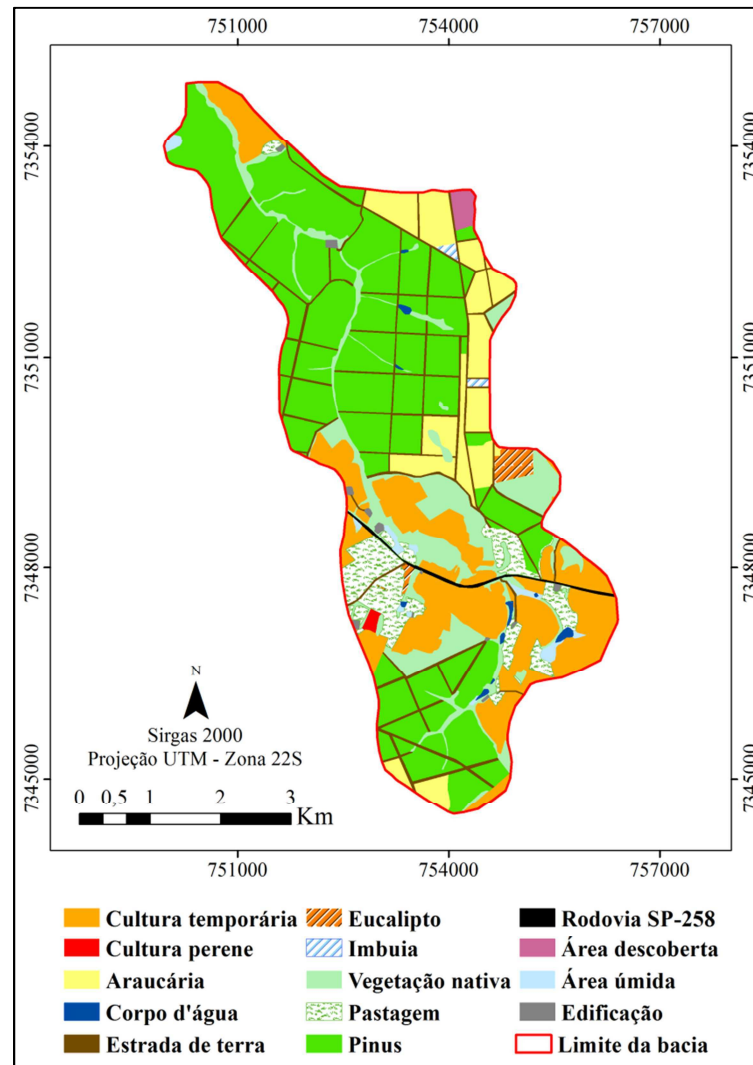 751000 754000 757000
7354000 7354000
7351000 7351000
7348000 7348000
N
Sirgas 2000
Projeção UTM - Zona 22S
7345000 7345000
0 0,5 1 2 3
Km
751000 754000 757000
Cultura temporária Eucalipto Rodovia SP-258
Cultura perene Imbuia Área descoberta
Araucária Vegetação nativa Área úmida
Corpo d'água Pastagem Edificação
Estrada de terra Pinus Limite da bacia